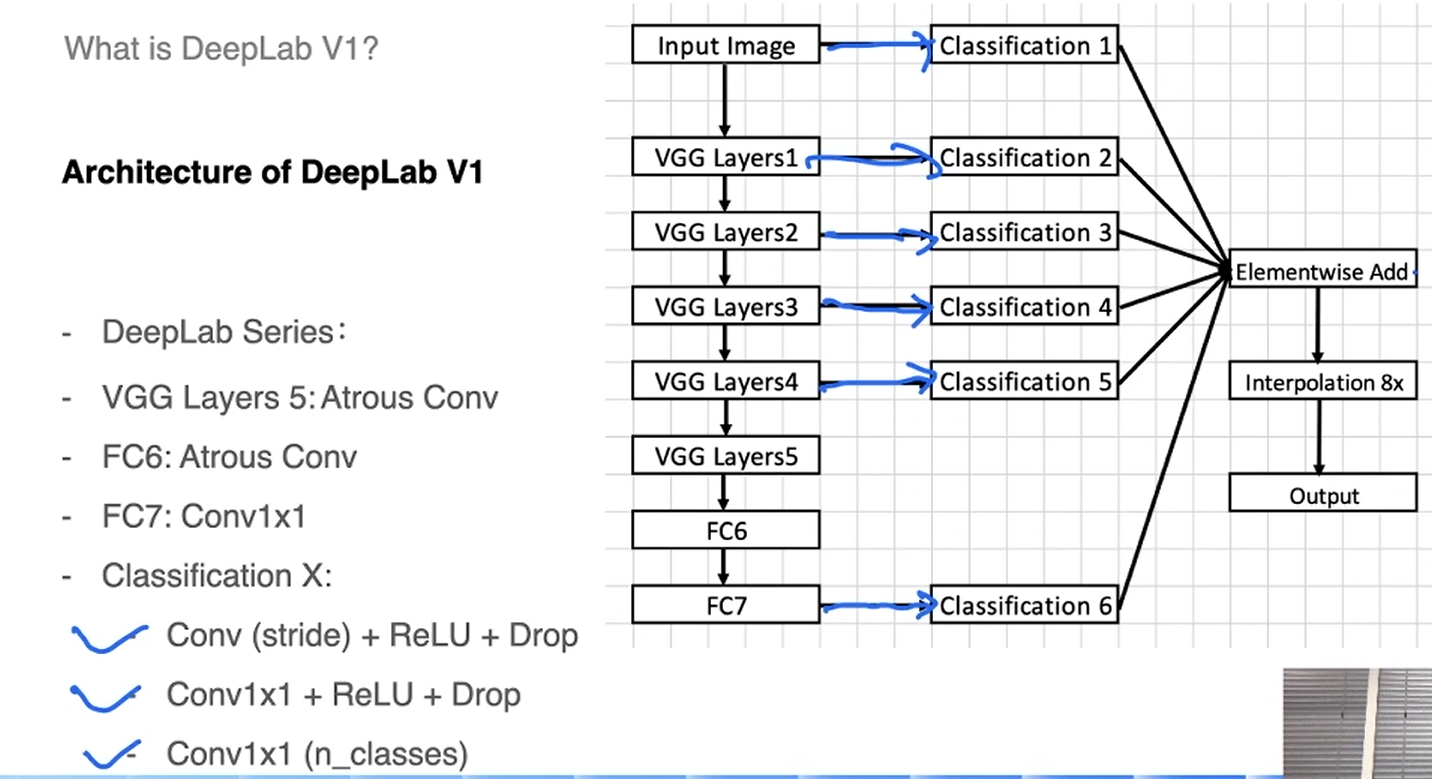 What is DeepLab V1?
Architecture of DeepLab V1
- DeepLab Series:
- VGG Layers 5: Atrous Conv
- FC6: Atrous Conv
- FC7: Conv1x1
- Classification X:
- Conv (stride) + ReLU + Drop
- Conv1x1 + ReLU + Drop
- Conv1x1 (n_classes)
Input Image
Classification 1
VGG Layers1
Classification 2
VGG Layers2
Classification 3
VGG Layers3
Classification 4
VGG Layers4
Classification 5
VGG Layers5
FC6
FC7
Classification 6
Elementwise Add
Interpolation 8x
Output